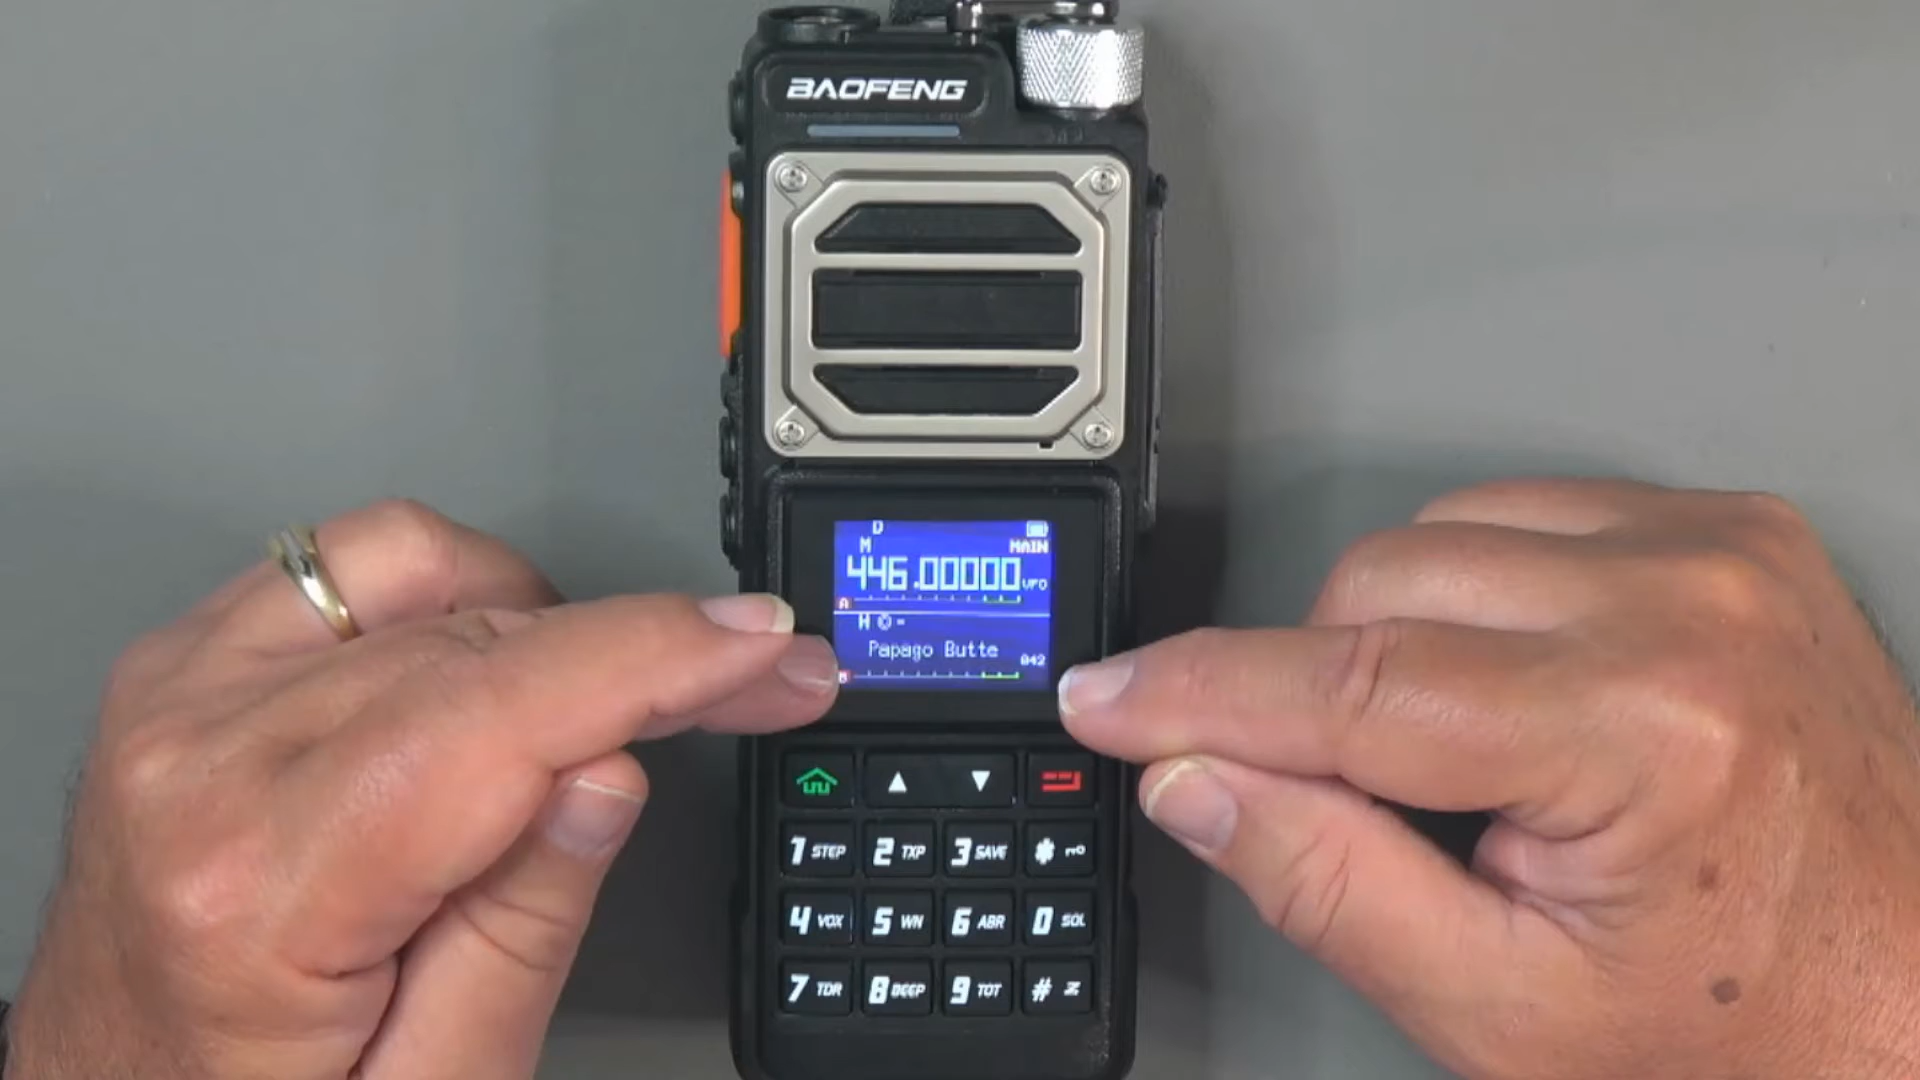 BAOFENG
D
M MAIN
446.00000 VFO
A
H © -
Papago Butte 042
B
1 STEP 2 TXP 3 SAVE *
4 VOX 5 WN 6 ABR 0 SQL
7 TDR 8 BEEP 9 TOT #